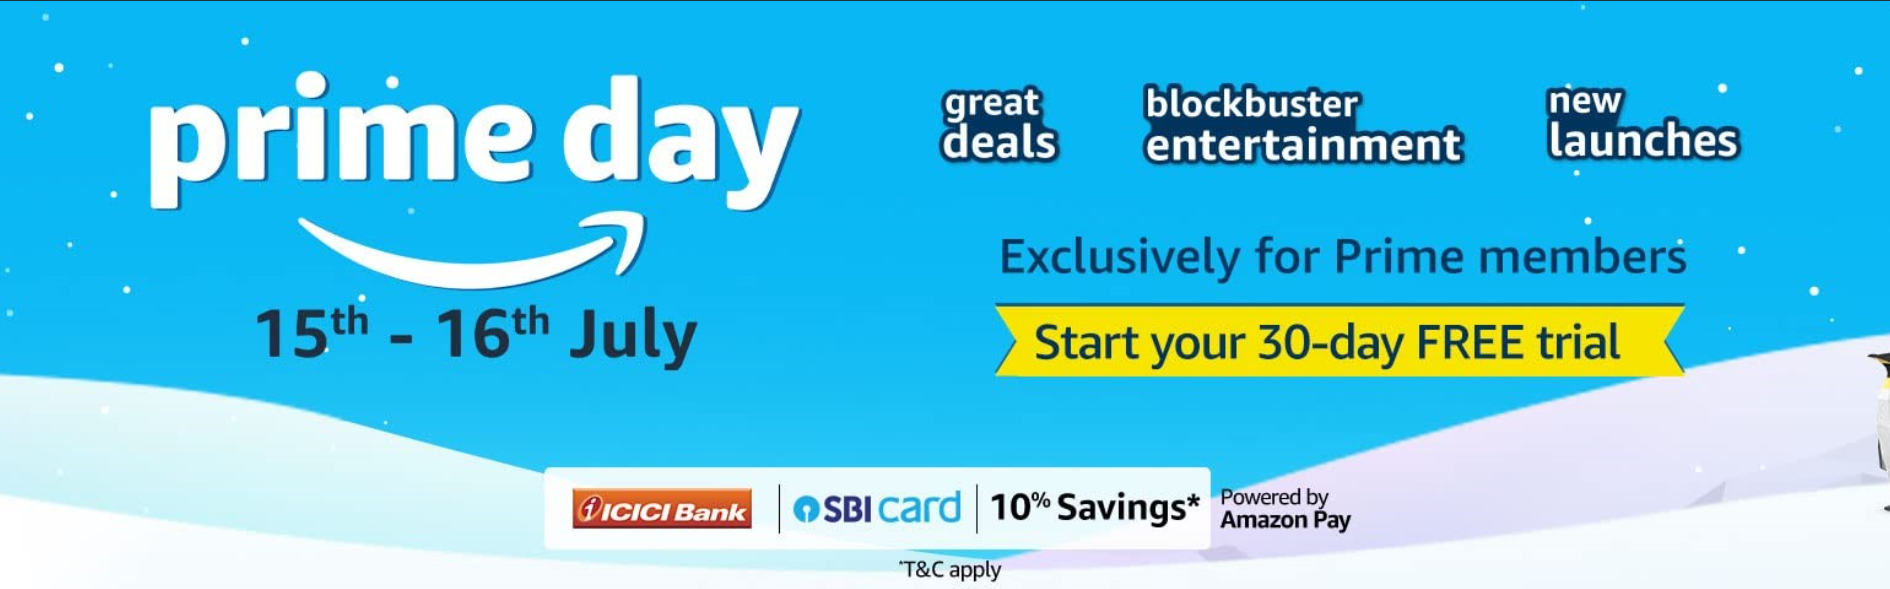 prime day
15th - 16th July
great
deals
blockbuster
entertainment
new
launches
Exclusively for Prime members
Start your 30-day FREE trial
ICICI Bank
SBI card
10% Savings*
Powered by
Amazon Pay
*T&C apply